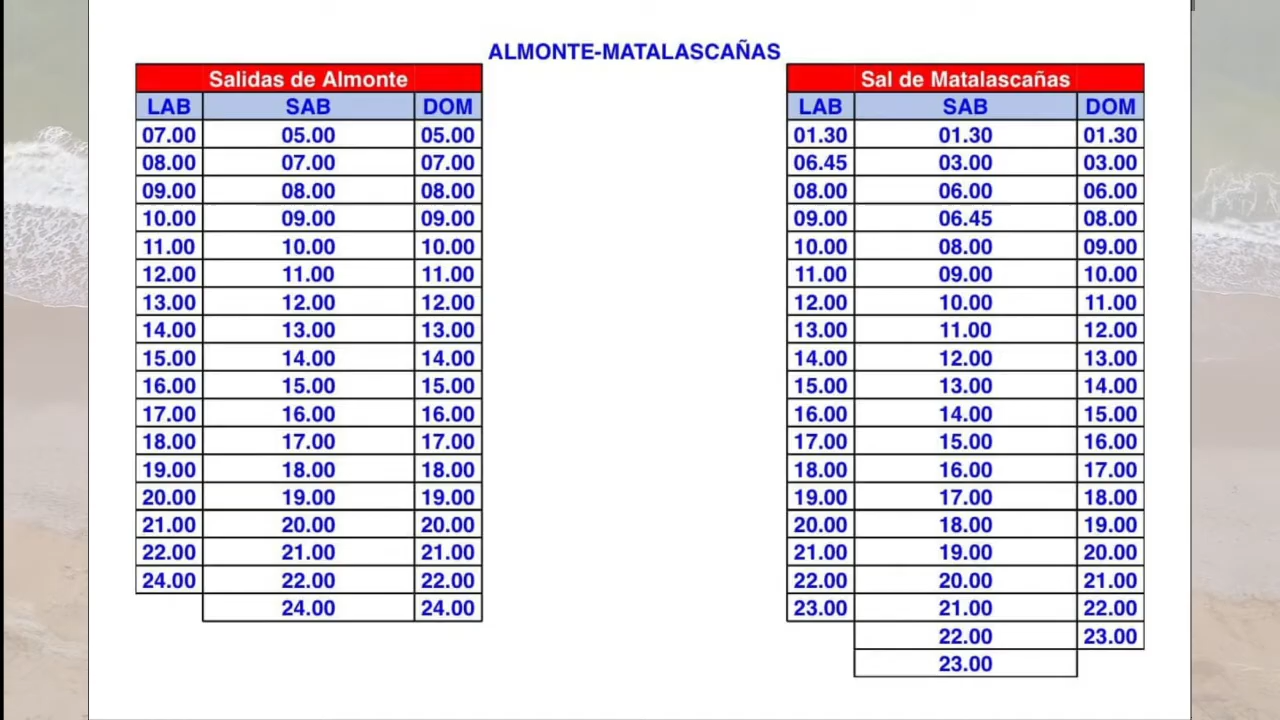 ALMONTE-MATALASCAÑAS
Salidas de Almonte
LAB SAB DOM
07.00 05.00 05.00
08.00 07.00 07.00
09.00 08.00 08.00
10.00 09.00 09.00
11.00 10.00 10.00
12.00 11.00 11.00
13.00 12.00 12.00
14.00 13.00 13.00
15.00 14.00 14.00
16.00 15.00 15.00
17.00 16.00 16.00
18.00 17.00 17.00
19.00 18.00 18.00
20.00 19.00 19.00
21.00 20.00 20.00
22.00 21.00 21.00
24.00 22.00 22.00
24.00 24.00
Sal de Matalascañas
LAB SAB DOM
01.30 01.30 01.30
06.45 03.00 03.00
08.00 06.00 06.00
09.00 06.45 08.00
10.00 08.00 09.00
11.00 09.00 10.00
12.00 10.00 11.00
13.00 11.00 12.00
14.00 12.00 13.00
15.00 13.00 14.00
16.00 14.00 15.00
17.00 15.00 16.00
18.00 16.00 17.00
19.00 17.00 18.00
20.00 18.00 19.00
21.00 19.00 20.00
22.00 20.00 21.00
23.00 21.00 22.00
22.00 23.00
23.00